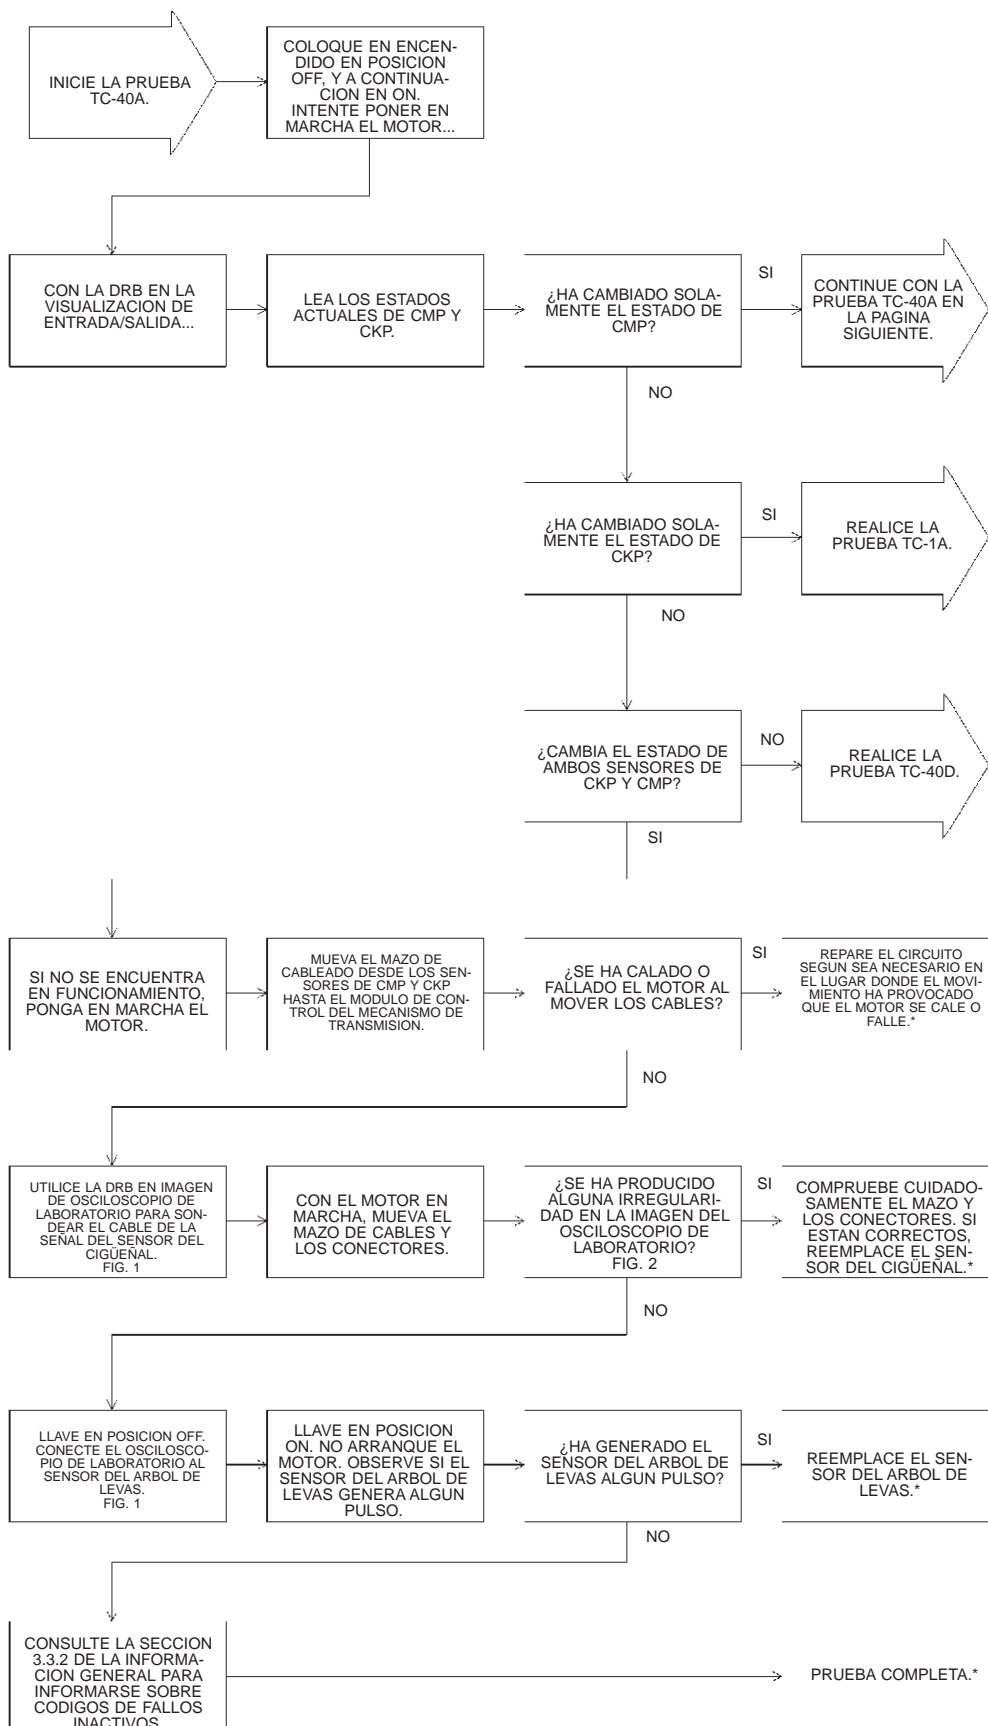 INICIE LA PRUEBA
TC-40A.
COLOQUE EN ENCEN-
DIDO EN POSICION
OFF, Y A CONTINUA-
CION EN ON.
INTENTE PONER EN
MARCHA EL MOTOR...
CON LA DRB EN LA
VISUALIZACION DE
ENTRADA/SALIDA...
LEA LOS ESTADOS
ACTUALES DE CMP Y
CKP.
¿HA CAMBIADO SOLA-
MENTE EL ESTADO DE
CMP?
SI
CONTINUE CON LA
PRUEBA TC-40A EN
LA PAGINA
SIGUIENTE.
NO
¿HA CAMBIADO SOLA-
MENTE EL ESTADO DE
CKP?
SI
REALICE LA
PRUEBA TC-1A.
NO
¿CAMBIA EL ESTADO DE
AMBOS SENSORES DE
CKP Y CMP?
NO
REALICE LA
PRUEBA TC-40D.
SI
SI NO SE ENCUENTRA
EN FUNCIONAMIENTO,
PONGA EN MARCHA EL
MOTOR.
MUEVA EL MAZO DE
CABLEADO DESDE LOS SEN-
SORES DE CMP Y CKP
HASTA EL MODULO DE CON-
TROL DEL MECANISMO DE
TRANSMISION.
¿SE HA CALADO O
FALLADO EL MOTOR AL
MOVER LOS CABLES?
SI
REPARE EL CIRCUITO
SEGUN SEA NECESARIO EN
EL LUGAR DONDE EL MOVI-
MIENTO HA PROVOCADO
QUE EL MOTOR SE CALE O
FALLE.*
NO
UTILICE LA DRB EN IMAGEN
DE OSCILOSCOPIO DE
LABORATORIO PARA SON-
DEAR EL CABLE DE LA
SEÑAL DEL SENSOR DEL
CIGÜEÑAL.
FIG. 1
CON EL MOTOR EN
MARCHA, MUEVA EL
MAZO DE CABLES Y
LOS CONECTORES.
¿SE HA PRODUCIDO
ALGUNA IRREGULARI-
DAD EN LA IMAGEN DEL
OSCILOSCOPIO DE
LABORATORIO?
FIG. 2
SI
COMPRUEBE CUIDADO-
SAMENTE EL MAZO Y
LOS CONECTORES. SI
ESTAN CORRECTOS,
REEMPLACE EL SEN-
SOR DEL CIGÜEÑAL.*
NO
LLAVE EN POSICION OFF.
CONECTE EL OSCILOSCO-
PIO DE LABORATORIO AL
SENSOR DEL ARBOL DE
LEVAS.
FIG. 1
LLAVE EN POSICION
ON. NO ARRANQUE EL
MOTOR. OBSERVE SI EL
SENSOR DEL ARBOL DE
LEVAS GENERA ALGUN
PULSO.
¿HA GENERADO EL
SENSOR DEL ARBOL DE
LEVAS ALGUN PULSO?
SI
REEMPLACE EL SEN-
SOR DEL ARBOL DE
LEVAS.*
NO
CONSULTE LA SECCION
3.3.2 DE LA INFORMA-
CION GENERAL PARA
INFORMARSE SOBRE
CODIGOS DE FALLOS
INACTIVOS
PRUEBA COMPLETA.*